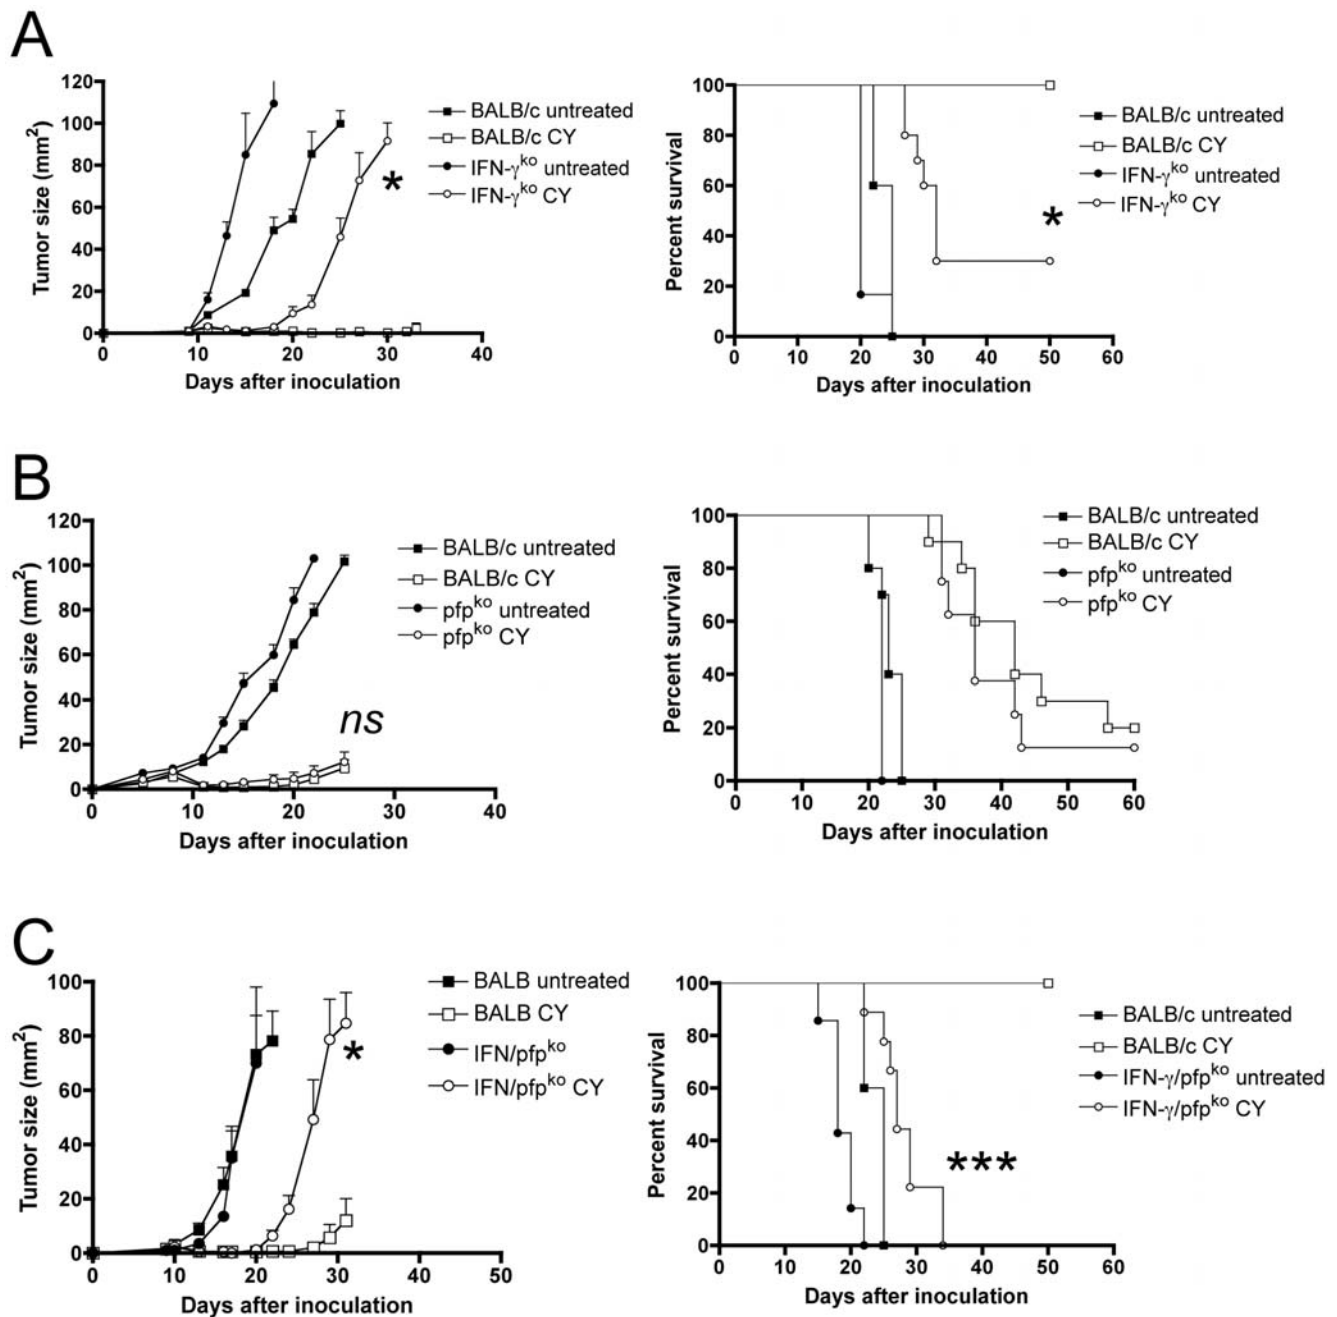 A
Tumor size (mm²)
120
100
80
60
40
20
0
0 10 20 30 40
Days after inoculation
BALB/c untreated
BALB/c CY
IFN-γᵏᵒ untreated
IFN-γᵏᵒ CY
*
Percent survival
100
80
60
40
20
0
0 10 20 30 40 50 60
Days after inoculation
BALB/c untreated
BALB/c CY
IFN-γᵏᵒ untreated
IFN-γᵏᵒ CY
*
B
Tumor size (mm²)
120
100
80
60
40
20
0
0 10 20 30 40
Days after inoculation
BALB/c untreated
BALB/c CY
pfpᵏᵒ untreated
pfpᵏᵒ CY
ns
Percent survival
100
80
60
40
20
0
0 10 20 30 40 50 60
Days after inoculation
BALB/c untreated
BALB/c CY
pfpᵏᵒ untreated
pfpᵏᵒ CY
C
Tumor size (mm²)
100
80
60
40
20
0
0 10 20 30 40 50
Days after inoculation
BALB untreated
BALB CY
IFN/pfpᵏᵒ
IFN/pfpᵏᵒ CY
*
Percent survival
100
80
60
40
20
0
0 10 20 30 40 50 60
Days after inoculation
BALB/c untreated
BALB/c CY
IFN-γ/pfpᵏᵒ untreated
IFN-γ/pfpᵏᵒ CY
***